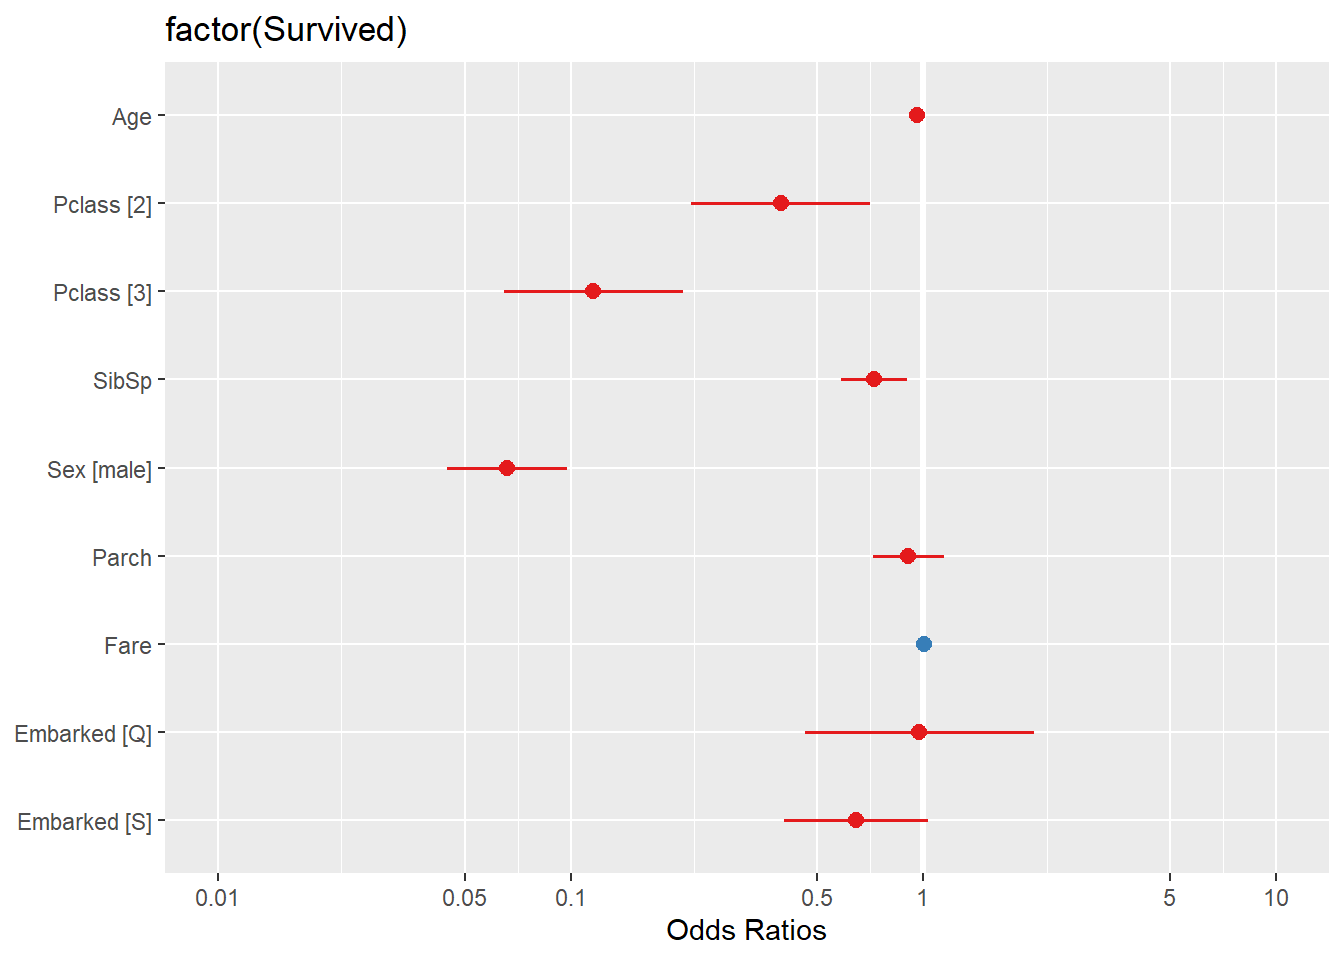 factor(Survived)
Age
Pclass [2]
Pclass [3]
SibSp
Sex [male]
Parch
Fare
Embarked [Q]
Embarked [S]
0.01 0.05 0.1 0.5 1 5 10
Odds Ratios